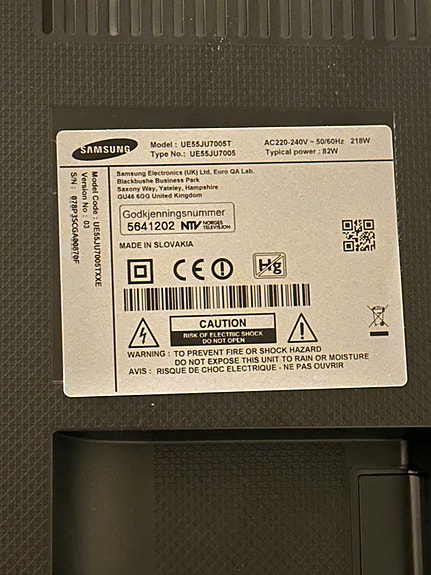 SAMSUNG
Model : UE55JU7005T
Type No.: UE55JU7005
AC220-240V ~ 50/60Hz 218W
Typical power : 82W
Model Code : UE55JU7005TXXE
Version No : 03
S/N : 078P3SCGA00870F
Samsung Electronics (UK) Ltd, Euro QA Lab.
Blackbushe Business Park
Saxony Way, Yateley, Hampshire
GU46 6GG United Kingdom
Godkjenningsnummer
5641202 NTV NORGES TELEVISJON
MADE IN SLOVAKIA
CE
Hg
CAUTION
RISK OF ELECTRIC SHOCK
DO NOT OPEN
WARNING : TO PREVENT FIRE OR SHOCK HAZARD
DO NOT EXPOSE THIS UNIT TO RAIN OR MOISTURE
AVIS : RISQUE DE CHOC ELECTRIQUE - NE PAS OUVRIR